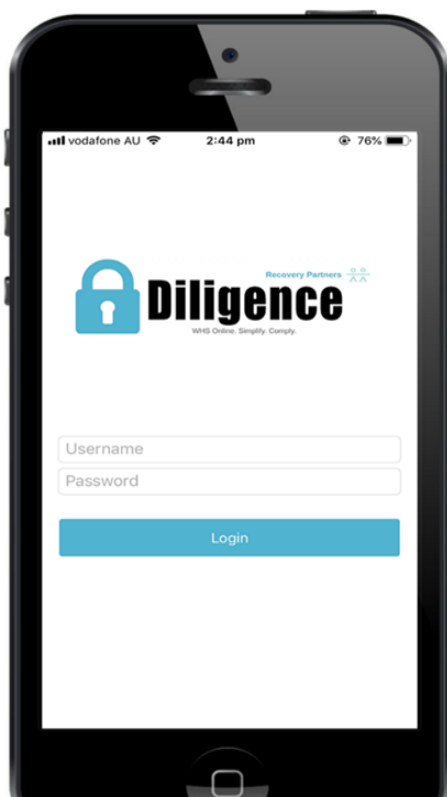 vodafone AU 2:44 pm 76%
Recovery Partners
Diligence
WHS Online. Simplify. Comply.
Username
Password
Login